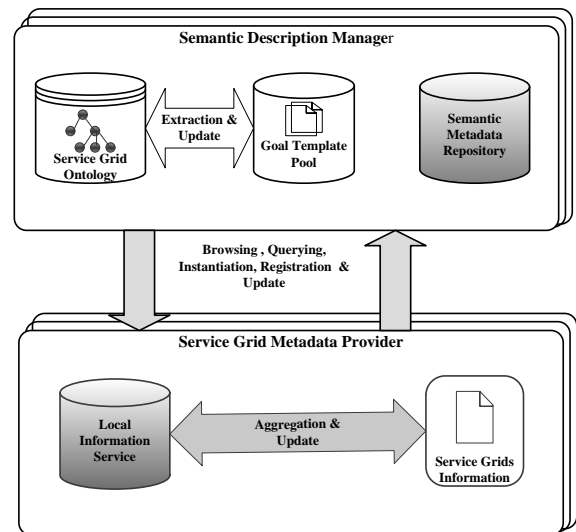 Semantic Description Manager
Extraction &
Update
Service Grid
Ontology
Goal Template
Pool
Semantic
Metadata
Repository
Browsing , Querying,
Instantiation, Registration &
Update
Service Grid Metadata Provider
Local
Information
Service
Aggregation &
Update
Service Grids
Information